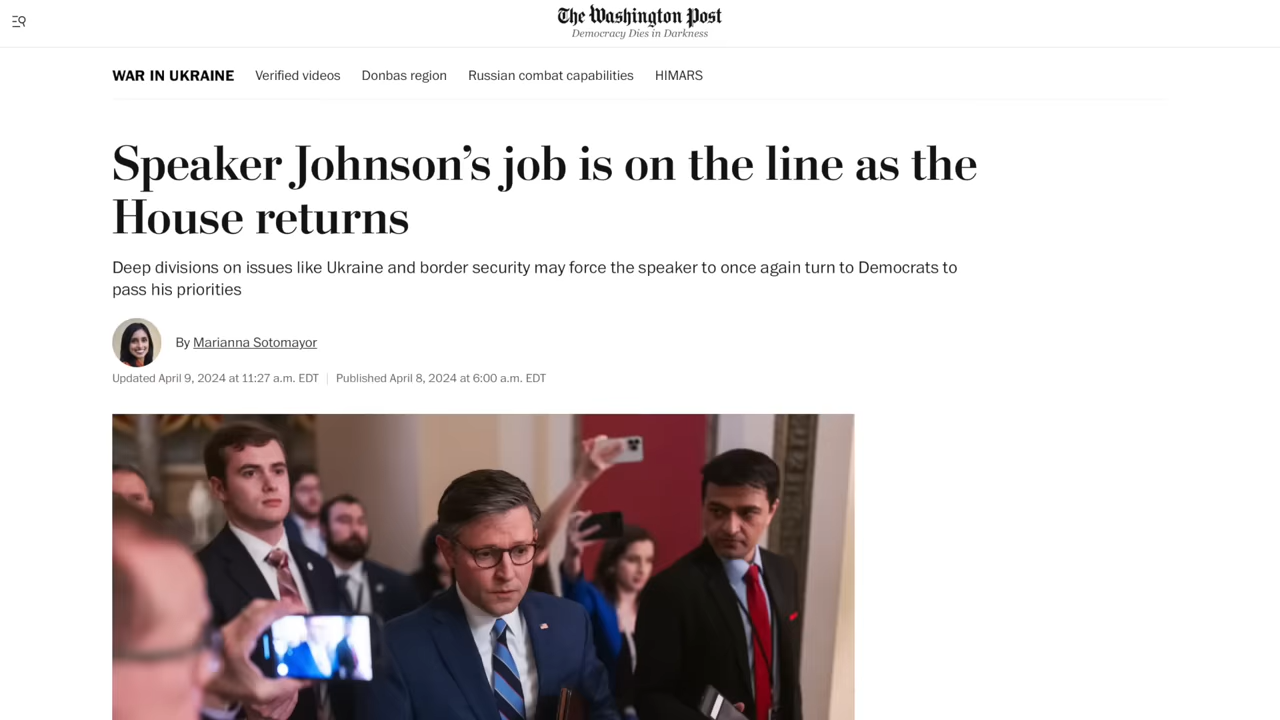 The Washington Post
Democracy Dies in Darkness
WAR IN UKRAINE Verified videos Donbas region Russian combat capabilities HIMARS
Speaker Johnson’s job is on the line as the
House returns
Deep divisions on issues like Ukraine and border security may force the speaker to once again turn to Democrats to
pass his priorities
By Marianna Sotomayor
Updated April 9, 2024 at 11:27 a.m. EDT | Published April 8, 2024 at 6:00 a.m. EDT